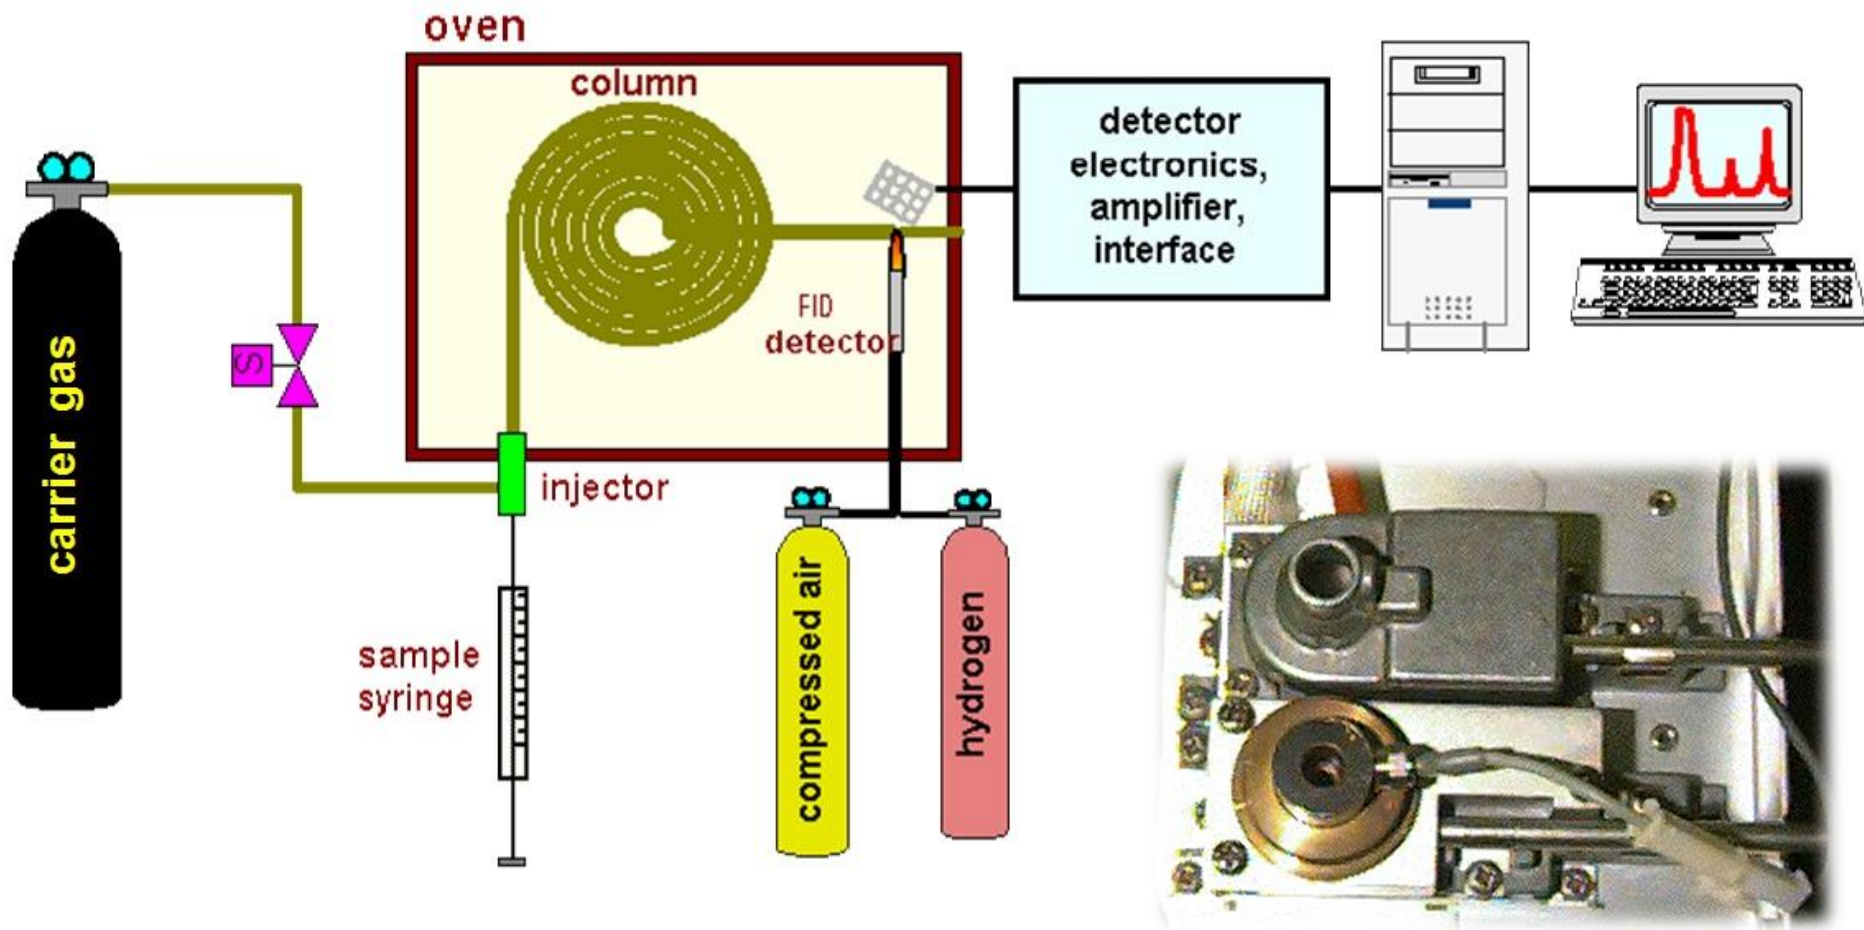 oven
column
carrier gas
S
FID
detector
injector
sample
syringe
compressed air
hydrogen
detector
electronics,
amplifier,
interface